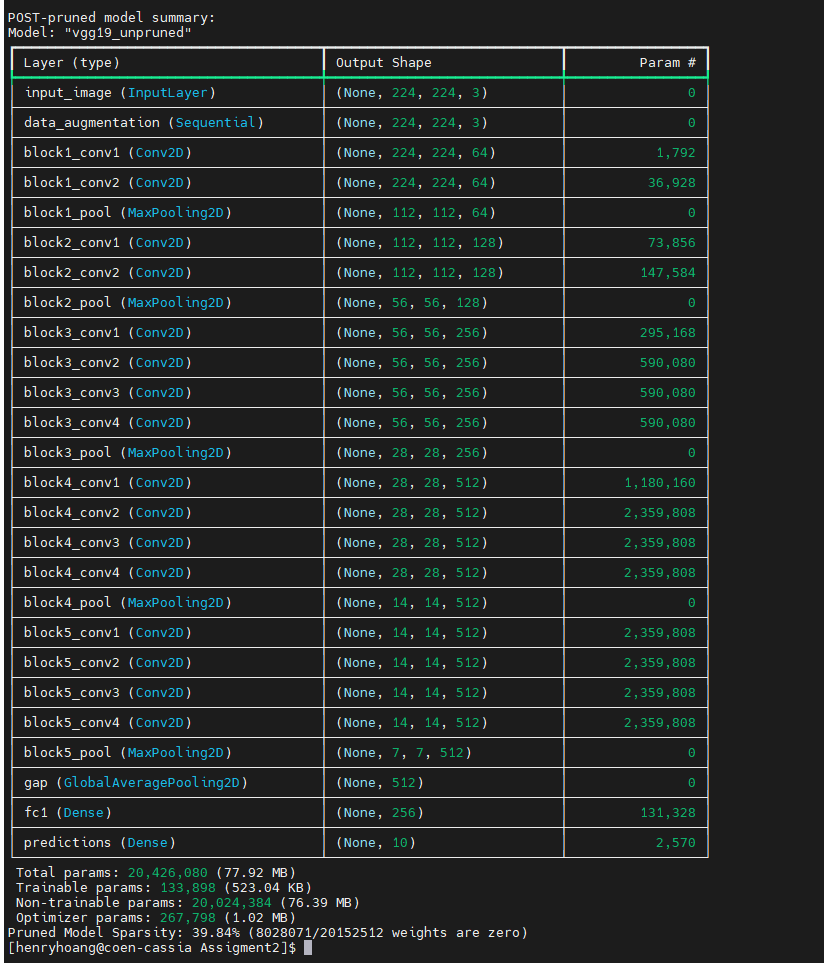 POST-pruned model summary:
Model: "vgg19_unpruned"
Layer (type) Output Shape Param #
input_image (InputLayer) (None, 224, 224, 3) 0
data_augmentation (Sequential) (None, 224, 224, 3) 0
block1_conv1 (Conv2D) (None, 224, 224, 64) 1,792
block1_conv2 (Conv2D) (None, 224, 224, 64) 36,928
block1_pool (MaxPooling2D) (None, 112, 112, 64) 0
block2_conv1 (Conv2D) (None, 112, 112, 128) 73,856
block2_conv2 (Conv2D) (None, 112, 112, 128) 147,584
block2_pool (MaxPooling2D) (None, 56, 56, 128) 0
block3_conv1 (Conv2D) (None, 56, 56, 256) 295,168
block3_conv2 (Conv2D) (None, 56, 56, 256) 590,080
block3_conv3 (Conv2D) (None, 56, 56, 256) 590,080
block3_conv4 (Conv2D) (None, 56, 56, 256) 590,080
block3_pool (MaxPooling2D) (None, 28, 28, 256) 0
block4_conv1 (Conv2D) (None, 28, 28, 512) 1,180,160
block4_conv2 (Conv2D) (None, 28, 28, 512) 2,359,808
block4_conv3 (Conv2D) (None, 28, 28, 512) 2,359,808
block4_conv4 (Conv2D) (None, 28, 28, 512) 2,359,808
block4_pool (MaxPooling2D) (None, 14, 14, 512) 0
block5_conv1 (Conv2D) (None, 14, 14, 512) 2,359,808
block5_conv2 (Conv2D) (None, 14, 14, 512) 2,359,808
block5_conv3 (Conv2D) (None, 14, 14, 512) 2,359,808
block5_conv4 (Conv2D) (None, 14, 14, 512) 2,359,808
block5_pool (MaxPooling2D) (None, 7, 7, 512) 0
gap (GlobalAveragePooling2D) (None, 512) 0
fc1 (Dense) (None, 256) 131,328
predictions (Dense) (None, 10) 2,570
Total params: 20,426,080 (77.92 MB)
Trainable params: 133,898 (523.04 KB)
Non-trainable params: 20,024,384 (76.39 MB)
Optimizer params: 267,798 (1.02 MB)
Pruned Model Sparsity: 39.84% (8028071/20152512 weights are zero)
[henryhoang@coen-cassia Assigment2]$